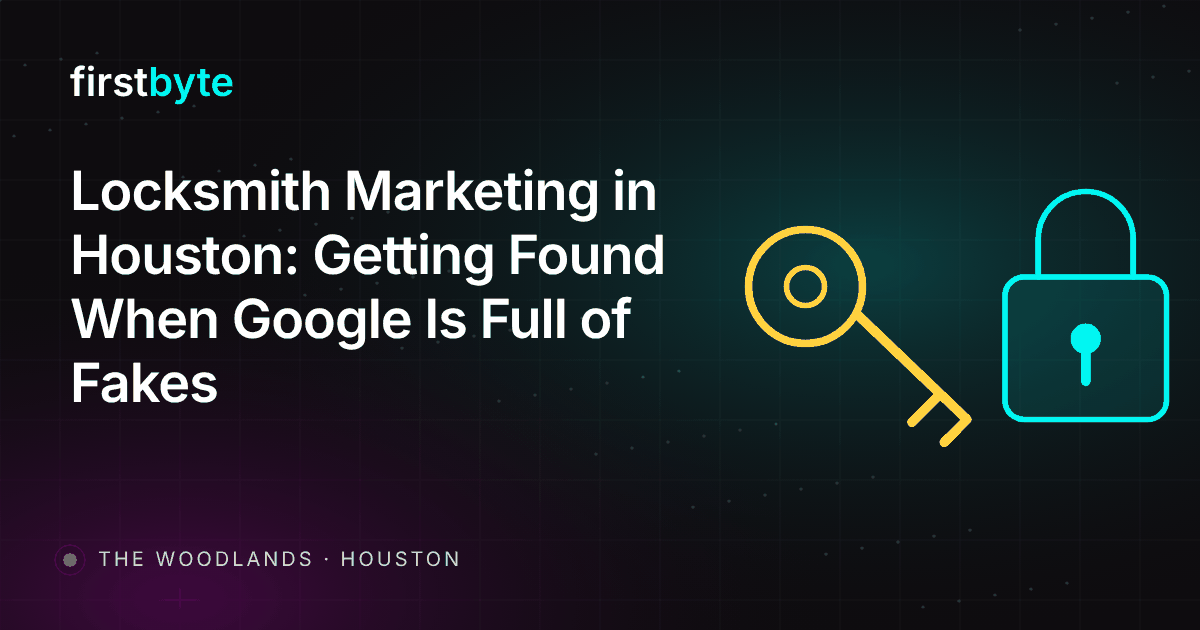 firstbyte
Locksmith Marketing in
Houston: Getting Found
When Google Is Full of
Fakes
THE WOODLANDS · HOUSTON